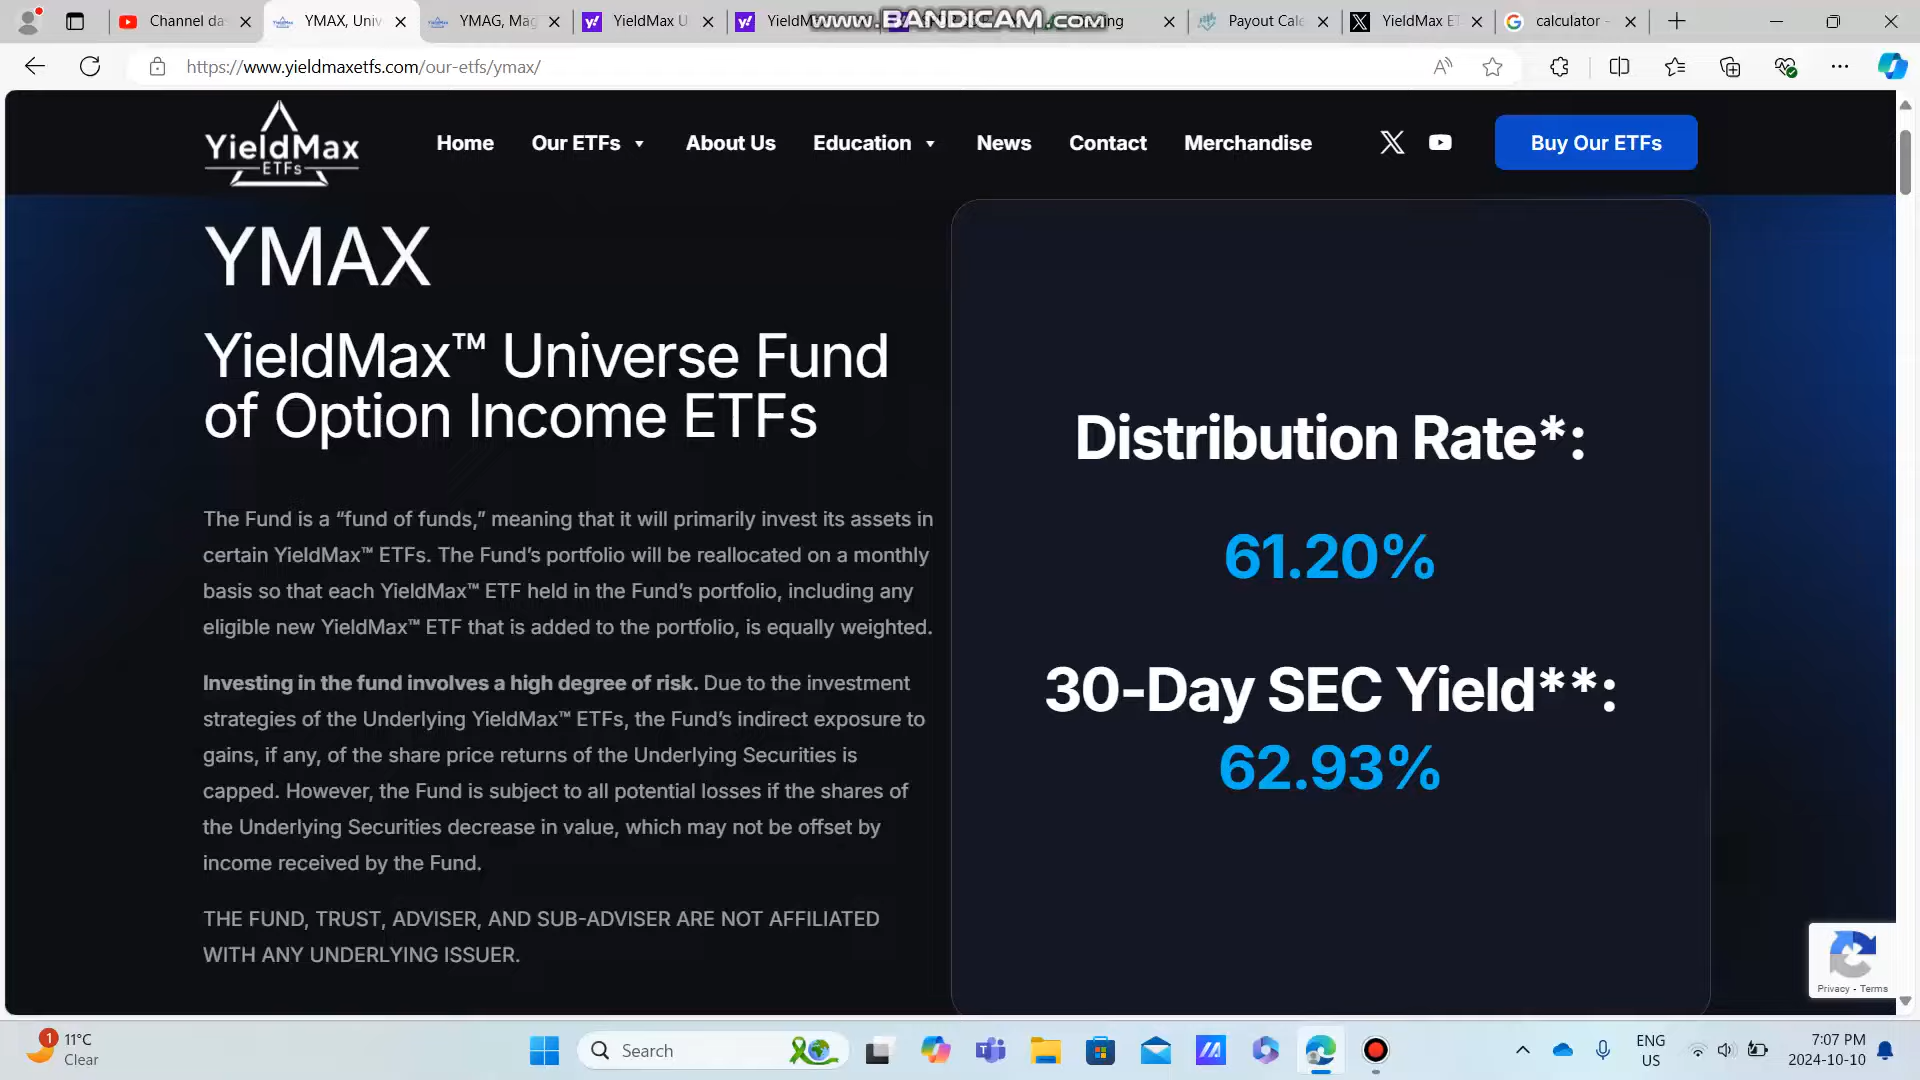 Channel da
YMAX, Univ
YMAG, Mag
YieldMax U
YieldM
www.BANDICAM.com
Payout Calc
YieldMax ET
calculator -
https://www.yieldmaxetfs.com/our-etfs/ymax/
YieldMax
ETFs
Home
Our ETFs
About Us
Education
News
Contact
Merchandise
Buy Our ETFs
YMAX
YieldMax™ Universe Fund
of Option Income ETFs
The Fund is a “fund of funds,” meaning that it will primarily invest its assets in
certain YieldMax™ ETFs. The Fund’s portfolio will be reallocated on a monthly
basis so that each YieldMax™ ETF held in the Fund’s portfolio, including any
eligible new YieldMax™ ETF that is added to the portfolio, is equally weighted.
Investing in the fund involves a high degree of risk. Due to the investment
strategies of the Underlying YieldMax™ ETFs, the Fund’s indirect exposure to
gains, if any, of the share price returns of the Underlying Securities is
capped. However, the Fund is subject to all potential losses if the shares of
the Underlying Securities decrease in value, which may not be offset by
income received by the Fund.
THE FUND, TRUST, ADVISER, AND SUB-ADVISER ARE NOT AFFILIATED
WITH ANY UNDERLYING ISSUER.
Distribution Rate*:
61.20%
30-Day SEC Yield**:
62.93%
Privacy - Terms
1
11°C
Clear
Search
ENG
US
7:07 PM
2024-10-10